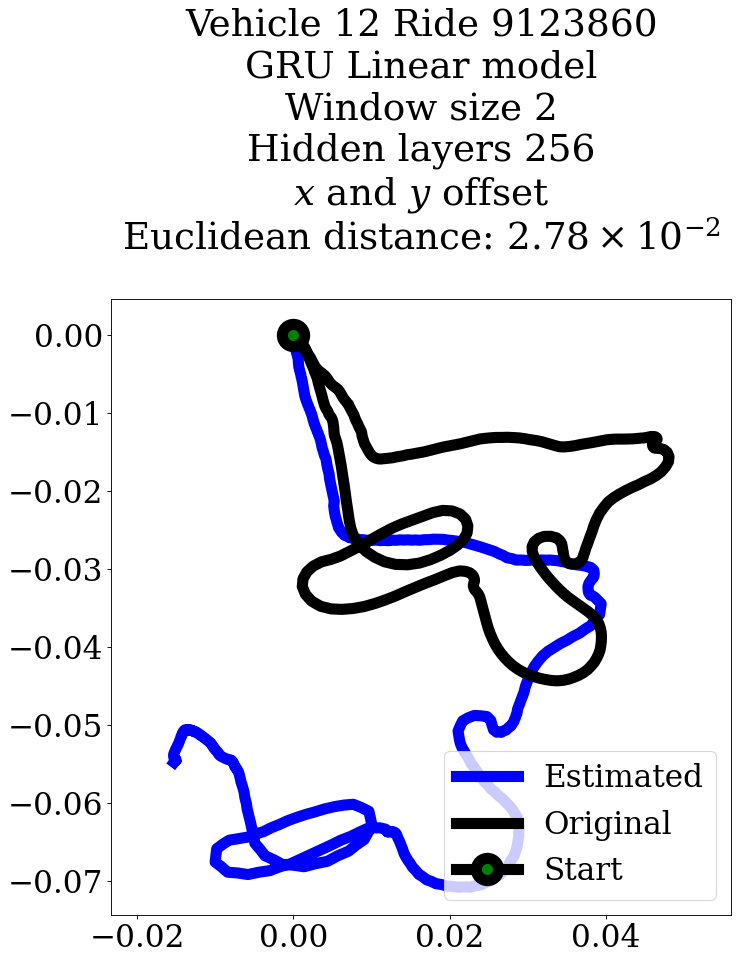 Vehicle 12 Ride 9123860
GRU Linear model
Window size 2
Hidden layers 256
x and y offset
Euclidean distance: 2.78 × 10⁻²
0.00
−0.01
−0.02
−0.03
−0.04
−0.05
−0.06
−0.07
Estimated
Original
Start
−0.02 0.00 0.02 0.04